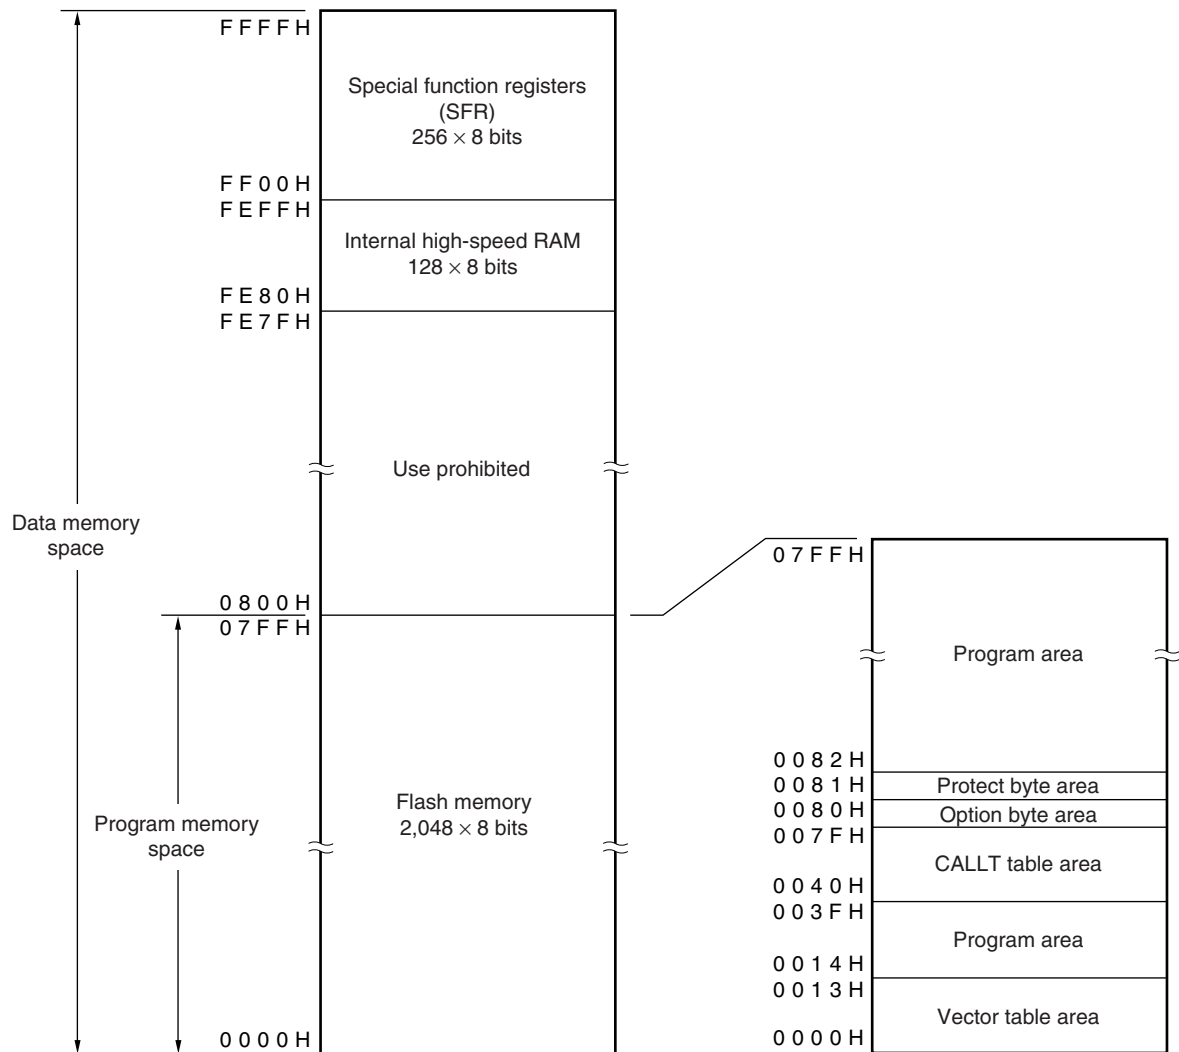 FFFFH
Special function registers
(SFR)
256 × 8 bits
FF00H
FEFFH
Internal high-speed RAM
128 × 8 bits
FE80H
FE7FH
Use prohibited
Data memory
space
0800H
07FFH
Flash memory
2,048 × 8 bits
Program memory
space
0000H
07FFH
Program area
0082H
0081H
Protect byte area
0080H
Option byte area
007FH
CALLT table area
0040H
003FH
Program area
0014H
0013H
Vector table area
0000H